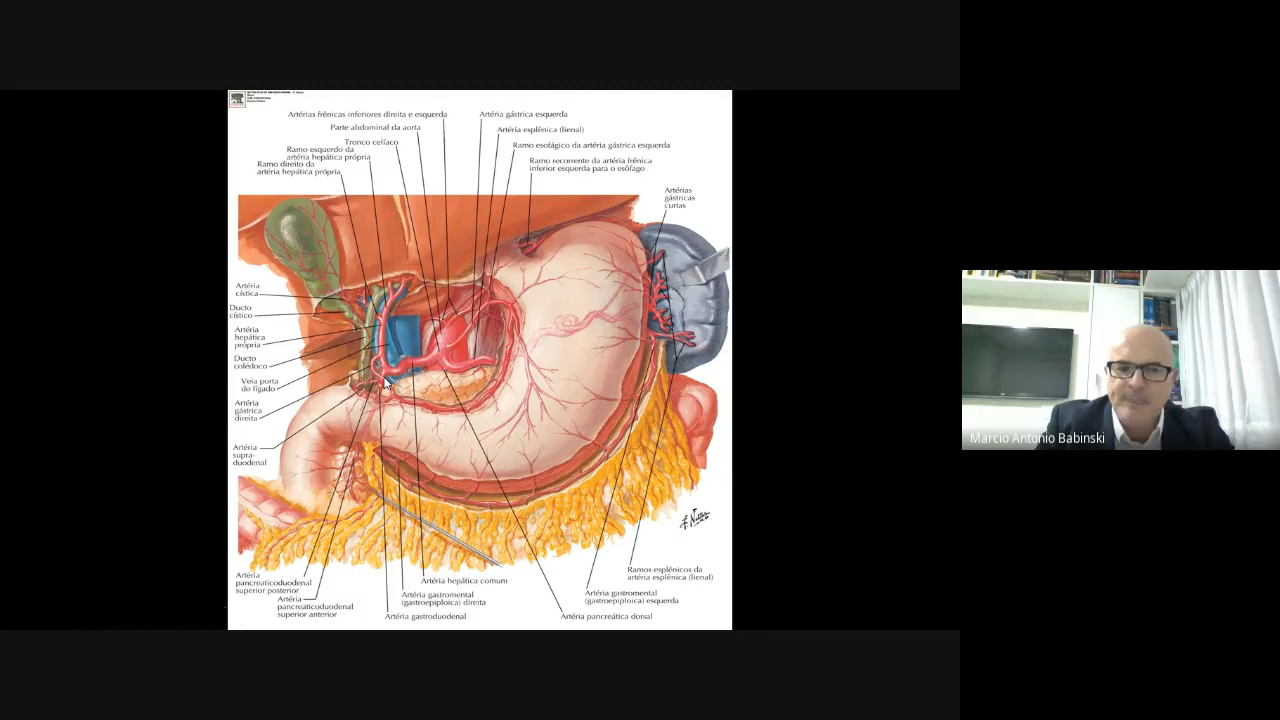 Artérias frênicas inferiores direita e esquerda
Artéria gástrica esquerda
Parte abdominal da aorta
Artéria esplênica (lienal)
Tronco celíaco
Ramo esofágico da artéria gástrica esquerda
Ramo esquerdo da
artéria hepática própria
Ramo direito da
artéria hepática própria
Ramo recorrente da artéria frênica
inferior esquerda para o esôfago
Artérias
gástricas
curtas
Artéria
cística
Ducto
cístico
Artéria
hepática
própria
Ducto
colédoco
Veia porta
do fígado
Artéria
gástrica
direita
Artéria
supra-
duodenal
Marcio Antonio Babinski
Artéria
pancreaticoduodenal
superior posterior
Artéria
pancreaticoduodenal
superior anterior
Artéria hepática comum
Artéria gastromental
(gastroepiploica) direita
Artéria gastroduodenal
Ramos esplênicos da
artéria esplênica (lienal)
Artéria gastromental
(gastroepiploica) esquerda
Artéria pancreática dorsal